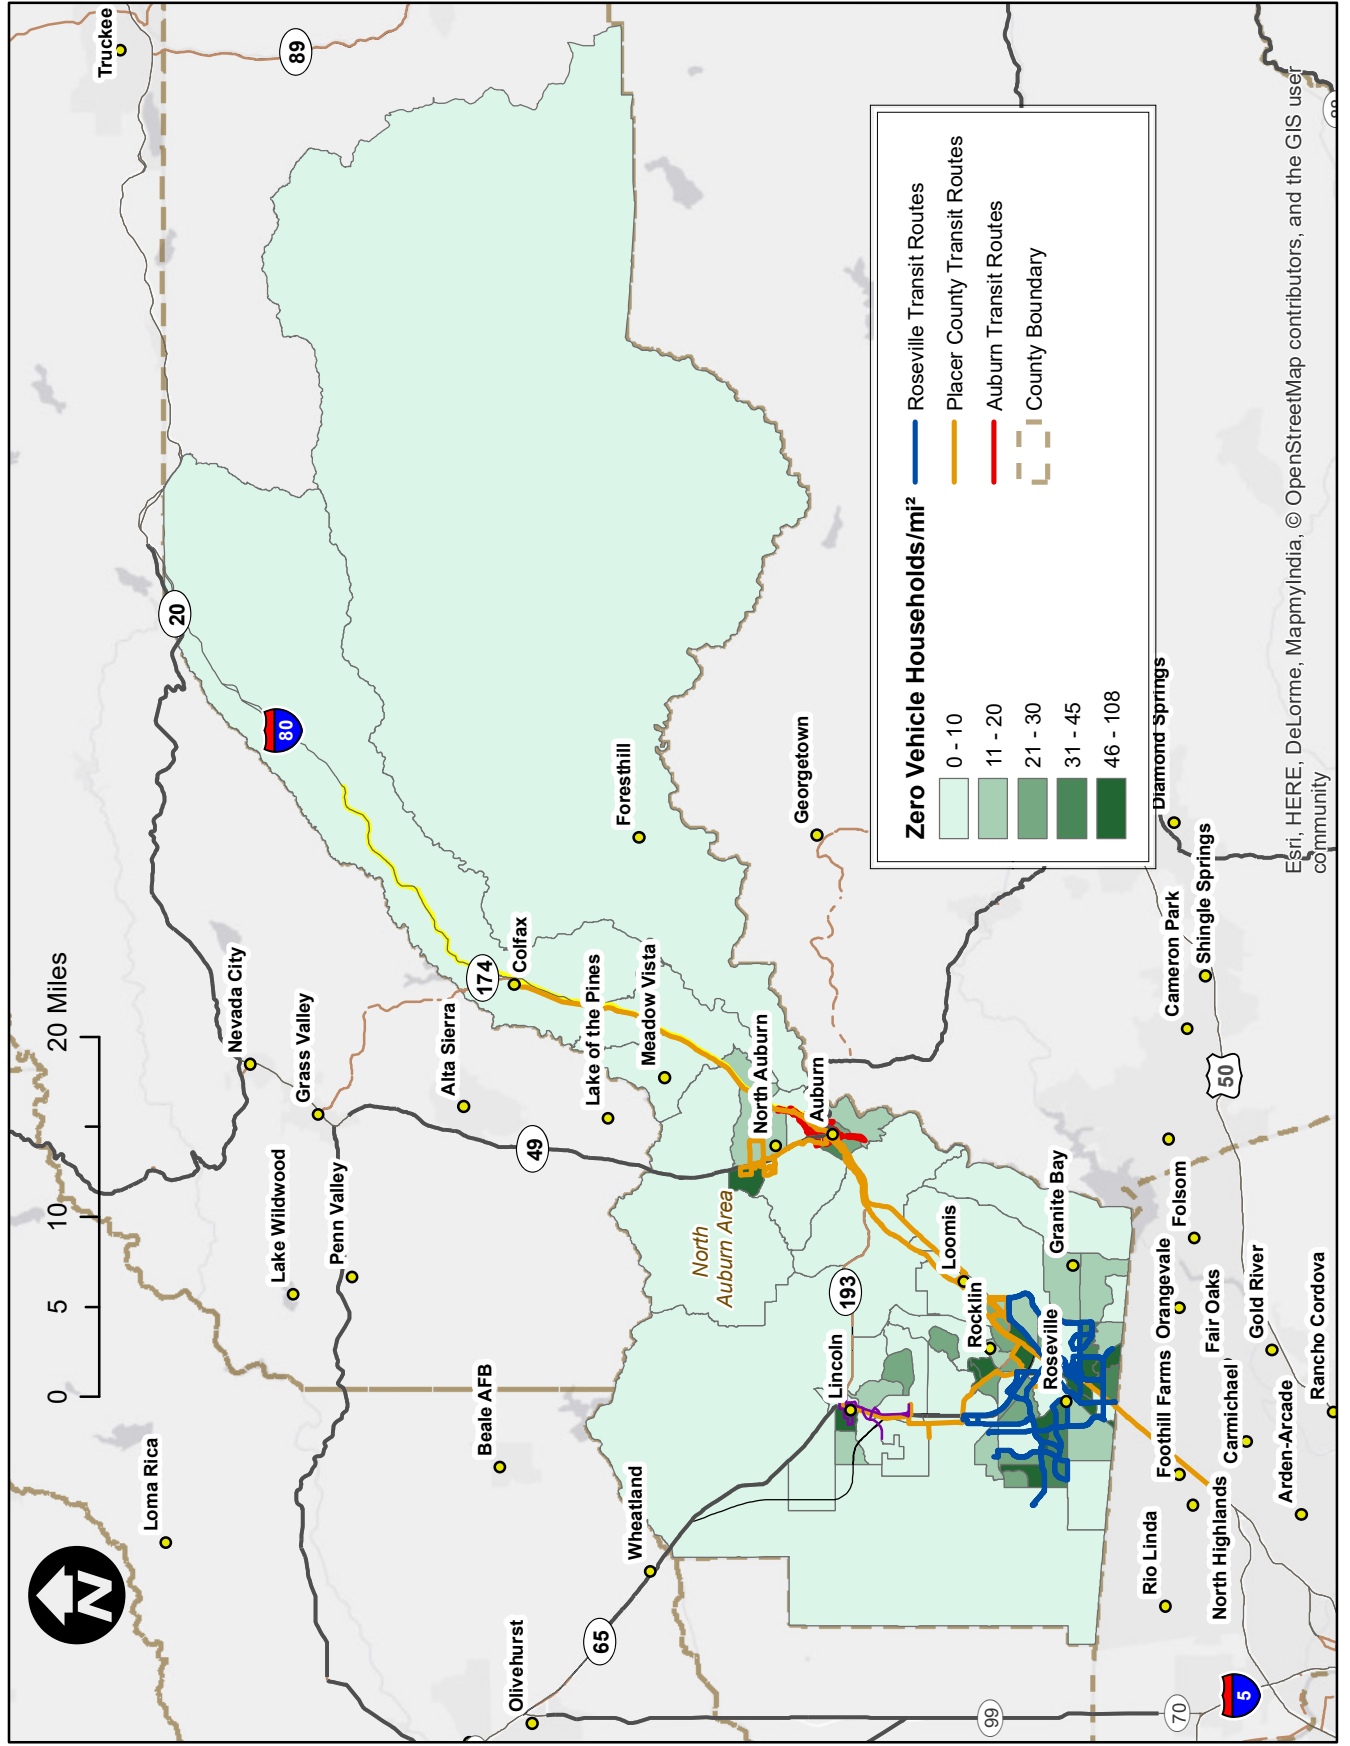 N
0
5
10
20 Miles
Truckee
89
20
80
Nevada City
Grass Valley
Lake Wildwood
Penn Valley
Loma Rica
Alta Sierra
174
Colfax
49
Beale AFB
Olivehurst
Lake of the Pines
Meadow Vista
Foresthill
Wheatland
65
North
Auburn Area
North Auburn
Auburn
Georgetown
193
Lincoln
Loomis
Rocklin
Roseville
Granite Bay
Zero Vehicle Households/mi²
0 - 10
11 - 20
21 - 30
31 - 45
46 - 108
Roseville Transit Routes
Placer County Transit Routes
Auburn Transit Routes
County Boundary
Diamond Springs
Shingle Springs
Cameron Park
50
Folsom
Orangevale
Foothill Farms
Fair Oaks
Gold River
Carmichael
Rancho Cordova
Arden-Arcade
North Highlands
Rio Linda
99
70
5
Esri, HERE, DeLorme, MapmyIndia, © OpenStreetMap contributors, and the GIS user
community